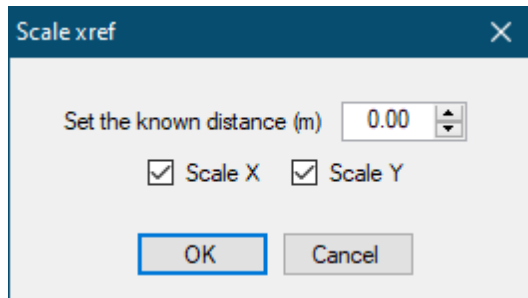 Scale xref
Set the known distance (m) 0.00
Scale X Scale Y
OK Cancel